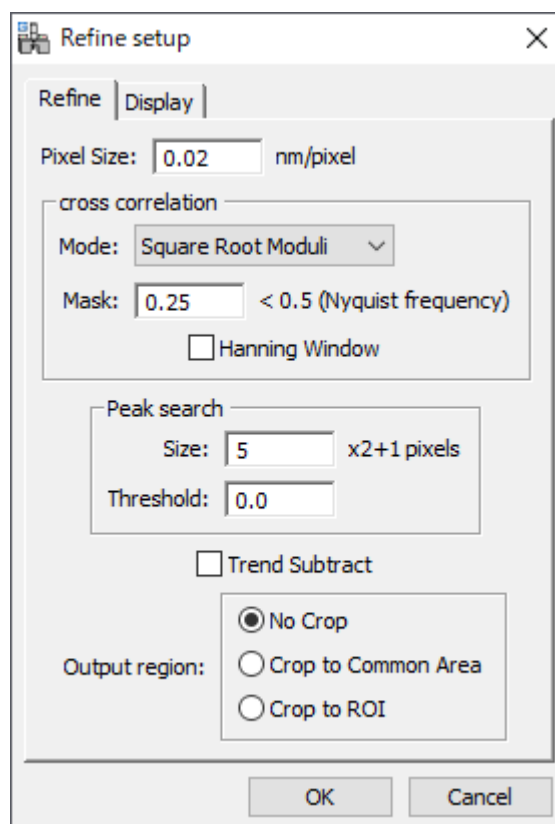 Refine setup
Refine Display
Pixel Size: 0.02 nm/pixel
cross correlation
Mode: Square Root Moduli
Mask: 0.25 < 0.5 (Nyquist frequency)
Hanning Window
Peak search
Size: 5 x2+1 pixels
Threshold: 0.0
Trend Subtract
No Crop
Output region: Crop to Common Area
Crop to ROI
OK Cancel